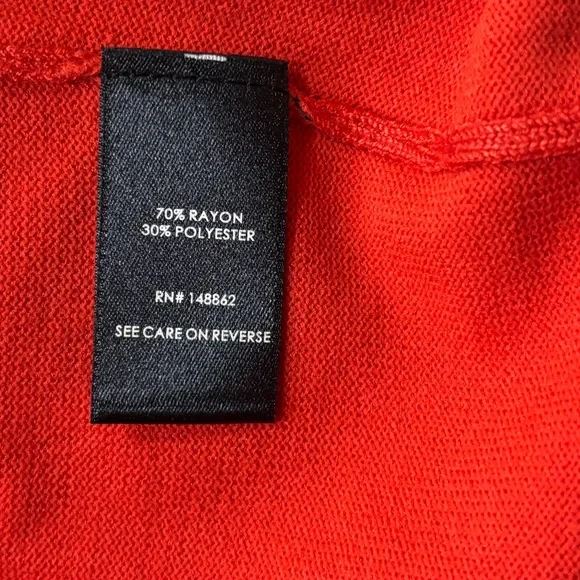 70% RAYON
30% POLYESTER
RN# 148862
SEE CARE ON REVERSE